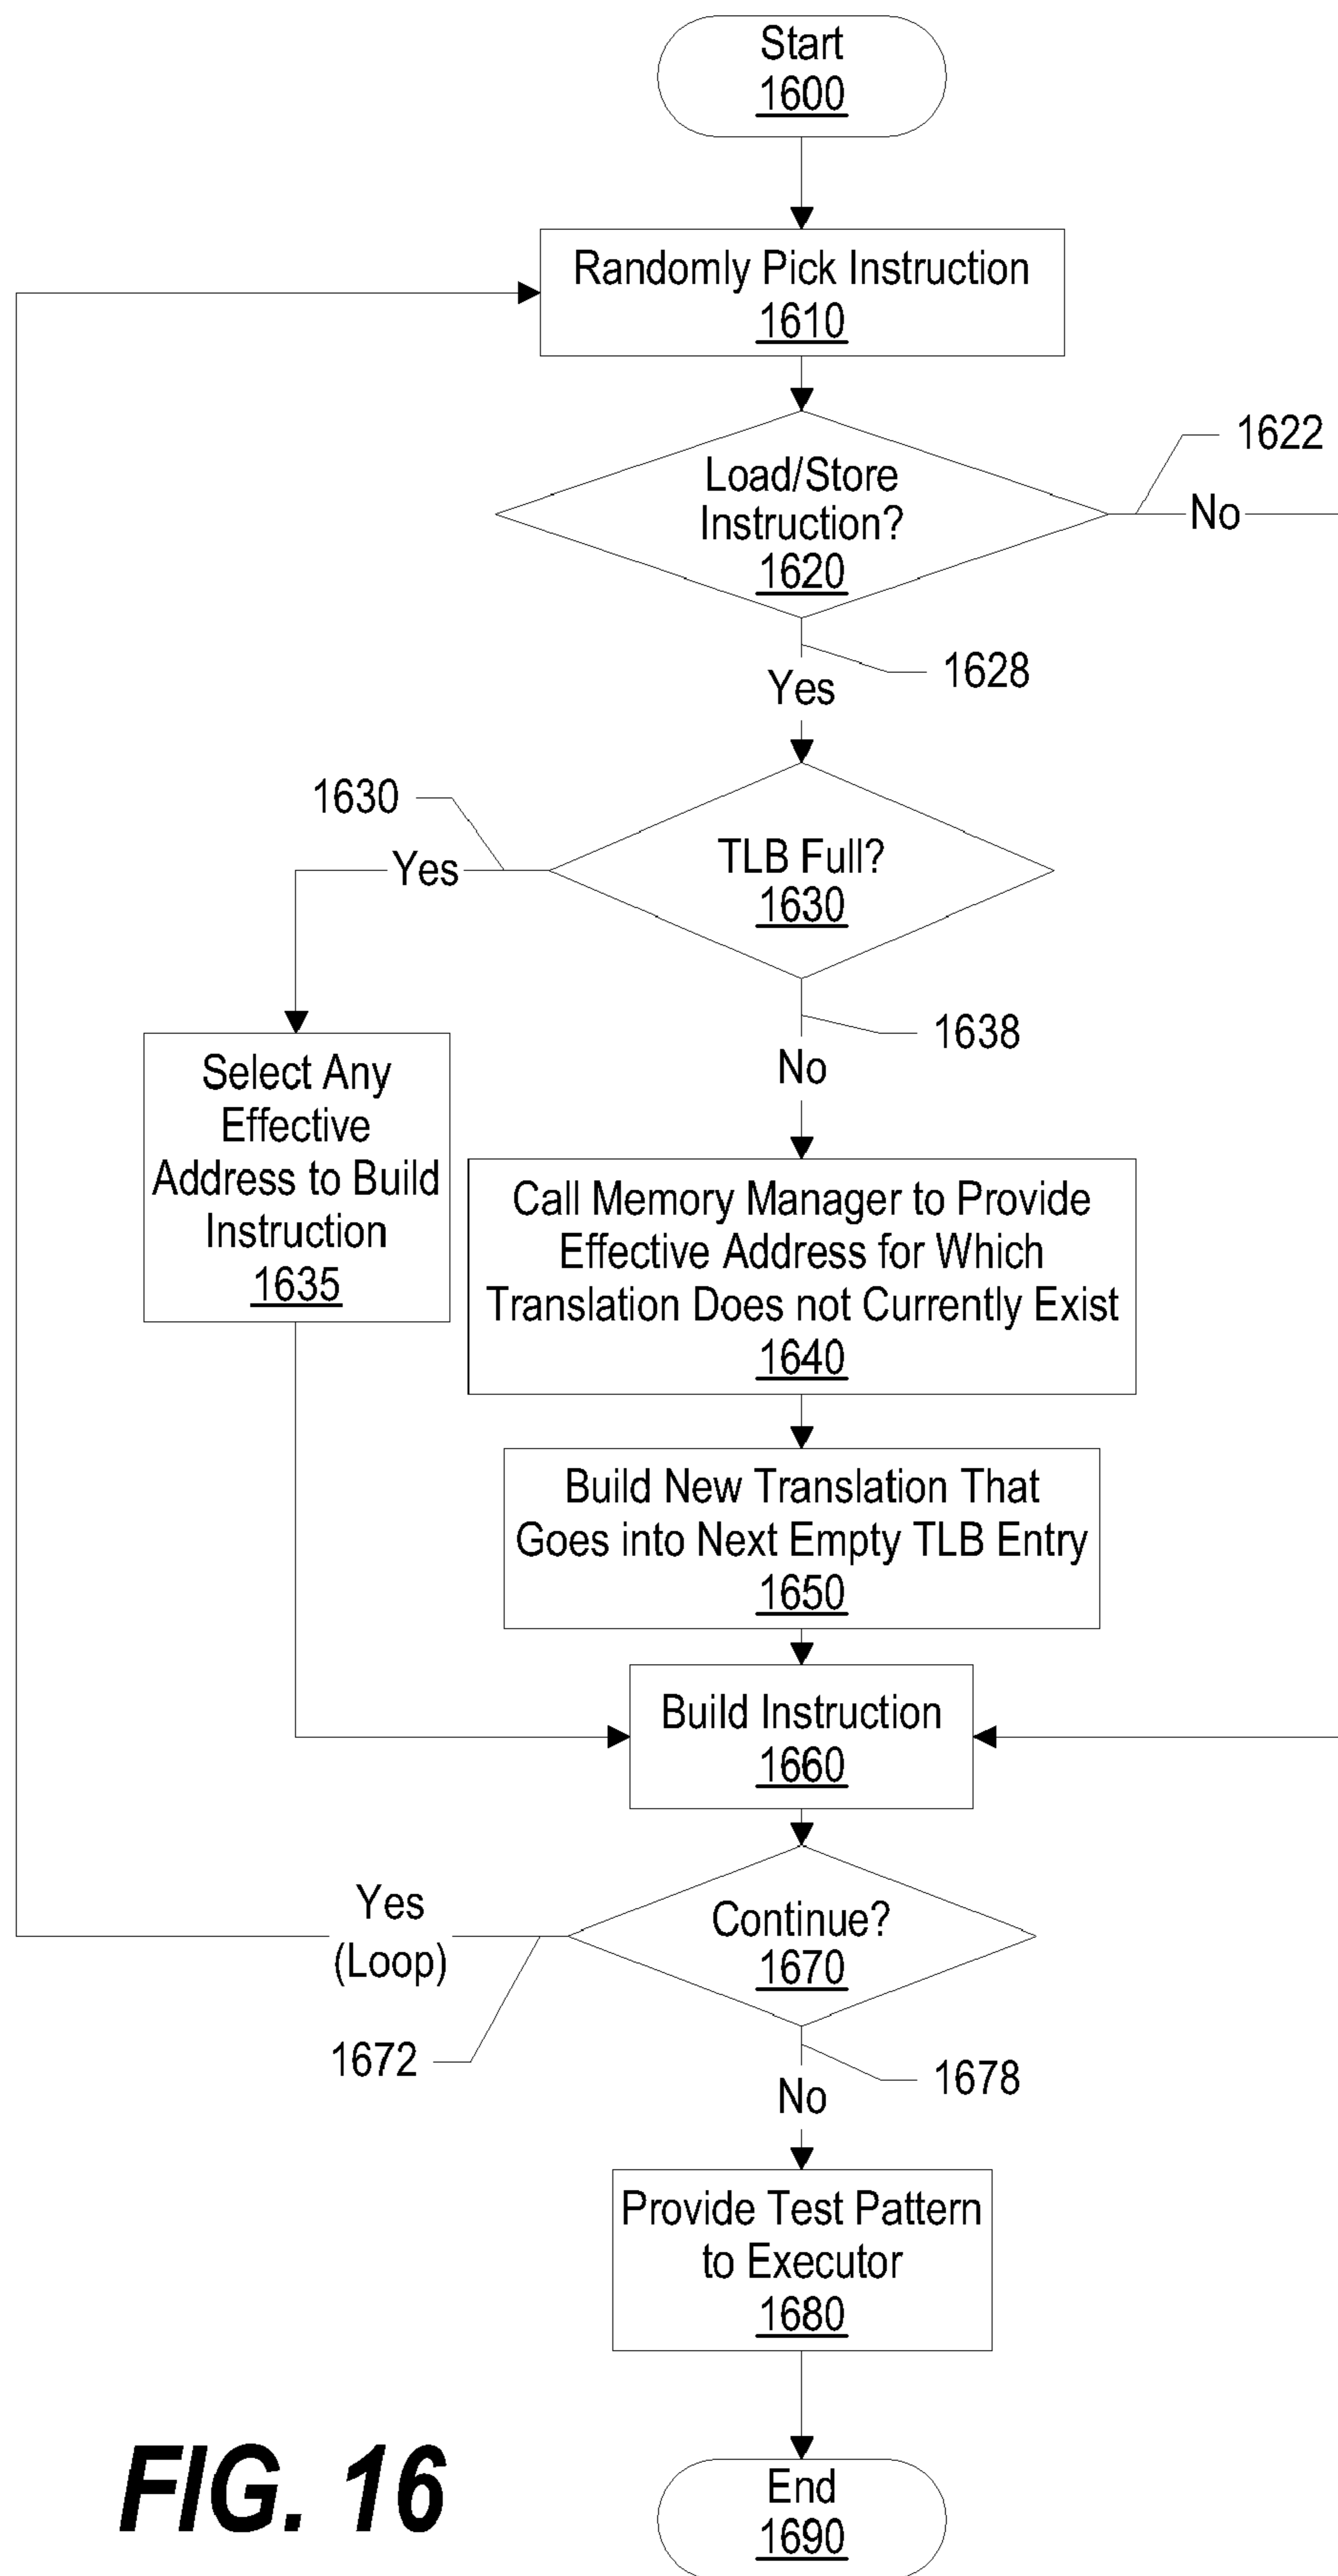 Start
1600
Randomly Pick Instruction
1610
Load/Store
Instruction?
1620
1622
No
1628
Yes
1630
Yes
TLB Full?
1630
1638
No
Select Any
Effective
Address to Build
Instruction
1635
Call Memory Manager to Provide
Effective Address for Which
Translation Does not Currently Exist
1640
Build New Translation That
Goes into Next Empty TLB Entry
1650
Build Instruction
1660
Yes
(Loop)
Continue?
1670
1672
1678
No
Provide Test Pattern
to Executor
1680
End
1690
FIG. 16